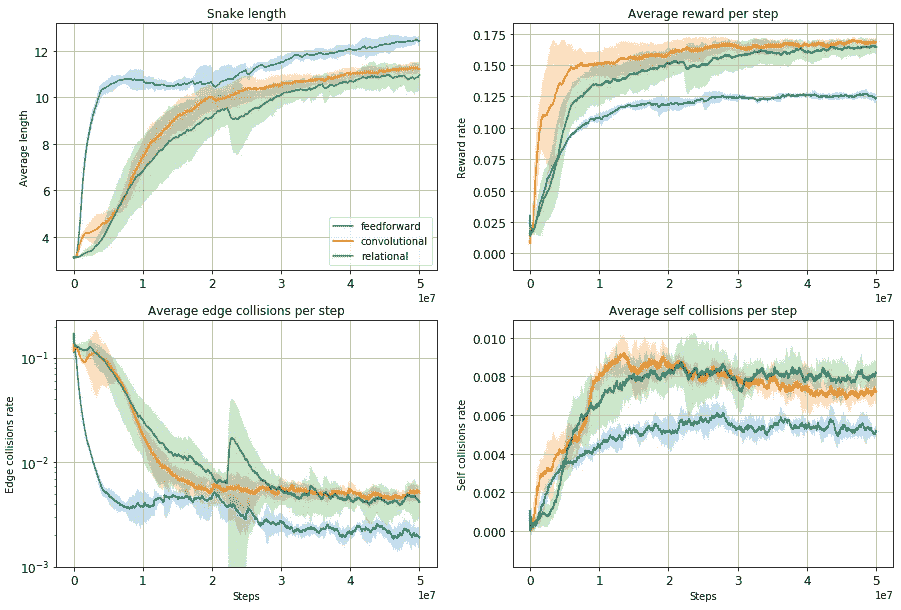 Snake length
Average length
12
10
8
6
4
feedforward
convolutional
relational
0 1 2 3 4 5
1e7
Average reward per step
Reward rate
0.175
0.150
0.125
0.100
0.075
0.050
0.025
0.000
0 1 2 3 4 5
1e7
Average edge collisions per step
Edge collisions rate
10⁻¹
10⁻²
10⁻³
0 1 2 3 4 5
Steps
1e7
Average self collisions per step
Self collisions rate
0.010
0.008
0.006
0.004
0.002
0.000
0 1 2 3 4 5
Steps
1e7